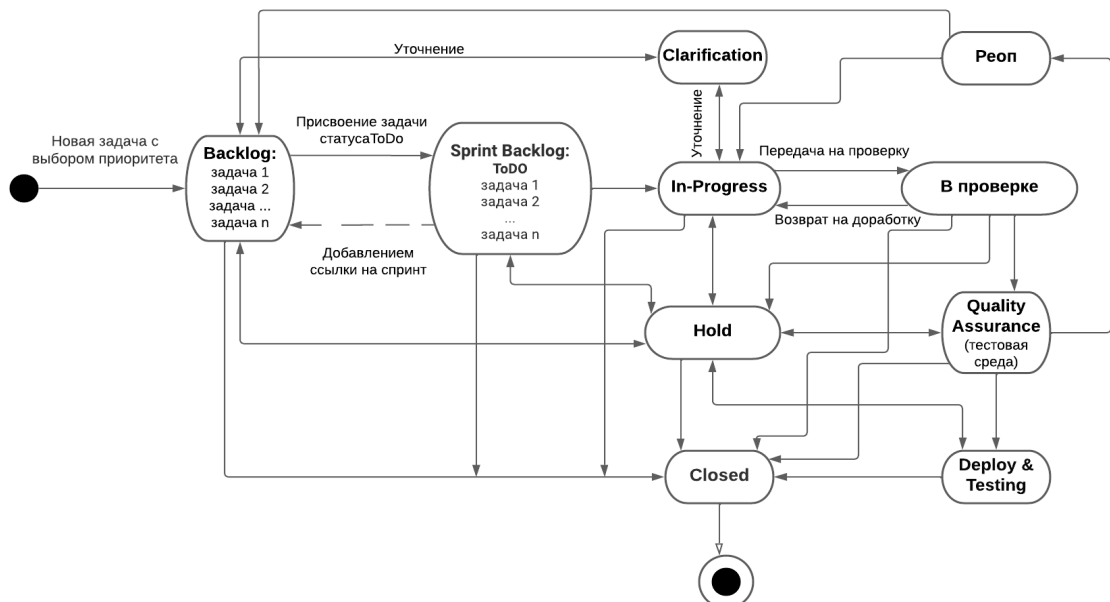 Уточнение
Clarification
Реоп
Уточнение
Новая задача с
выбором приоритета
Присвоение задачи
статусаToDo
Backlog:
задача 1
задача 2
задача ...
задача n
Sprint Backlog:
ToDO
задача 1
задача 2
...
задача n
Добавлением
ссылки на спринт
In-Progress
Передача на проверку
В проверке
Возврат на доработку
Hold
Quality
Assurance
(тестовая
среда)
Closed
Deploy &
Testing